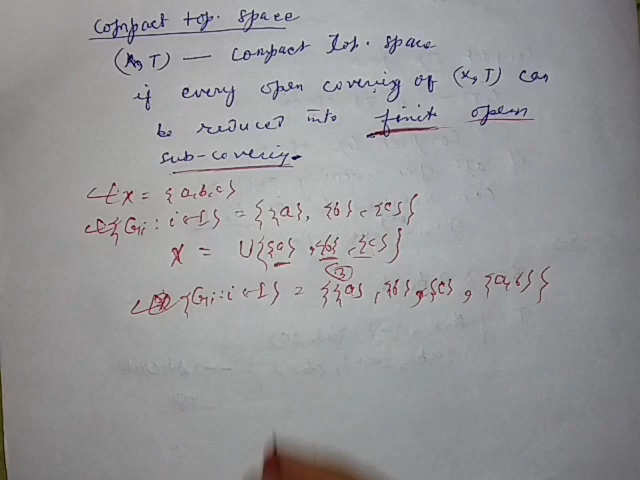 Compact top. space
(X, T) — compact top. space
if every open covering of (X, T) can
be reduced into finite open
sub-covering.
Let X = {a, b, c}
{Gi : i ∈ I} = {{a}, {b}, {c}}
X = U{{a}, {b}, {c}}
{Gi : i ∈ I} = {{a}, {b}, {c}, {a, b}}